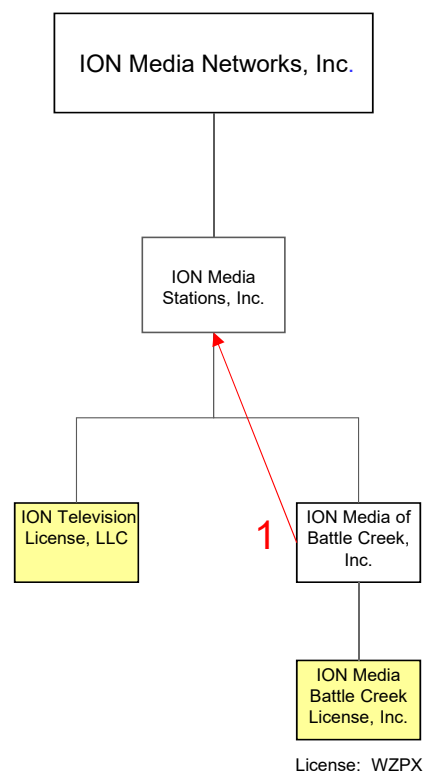 ION Media Networks, Inc.
ION Media
Stations, Inc.
ION Television
License, LLC
1
ION Media of
Battle Creek,
Inc.
ION Media
Battle Creek
License, Inc.
License: WZPX